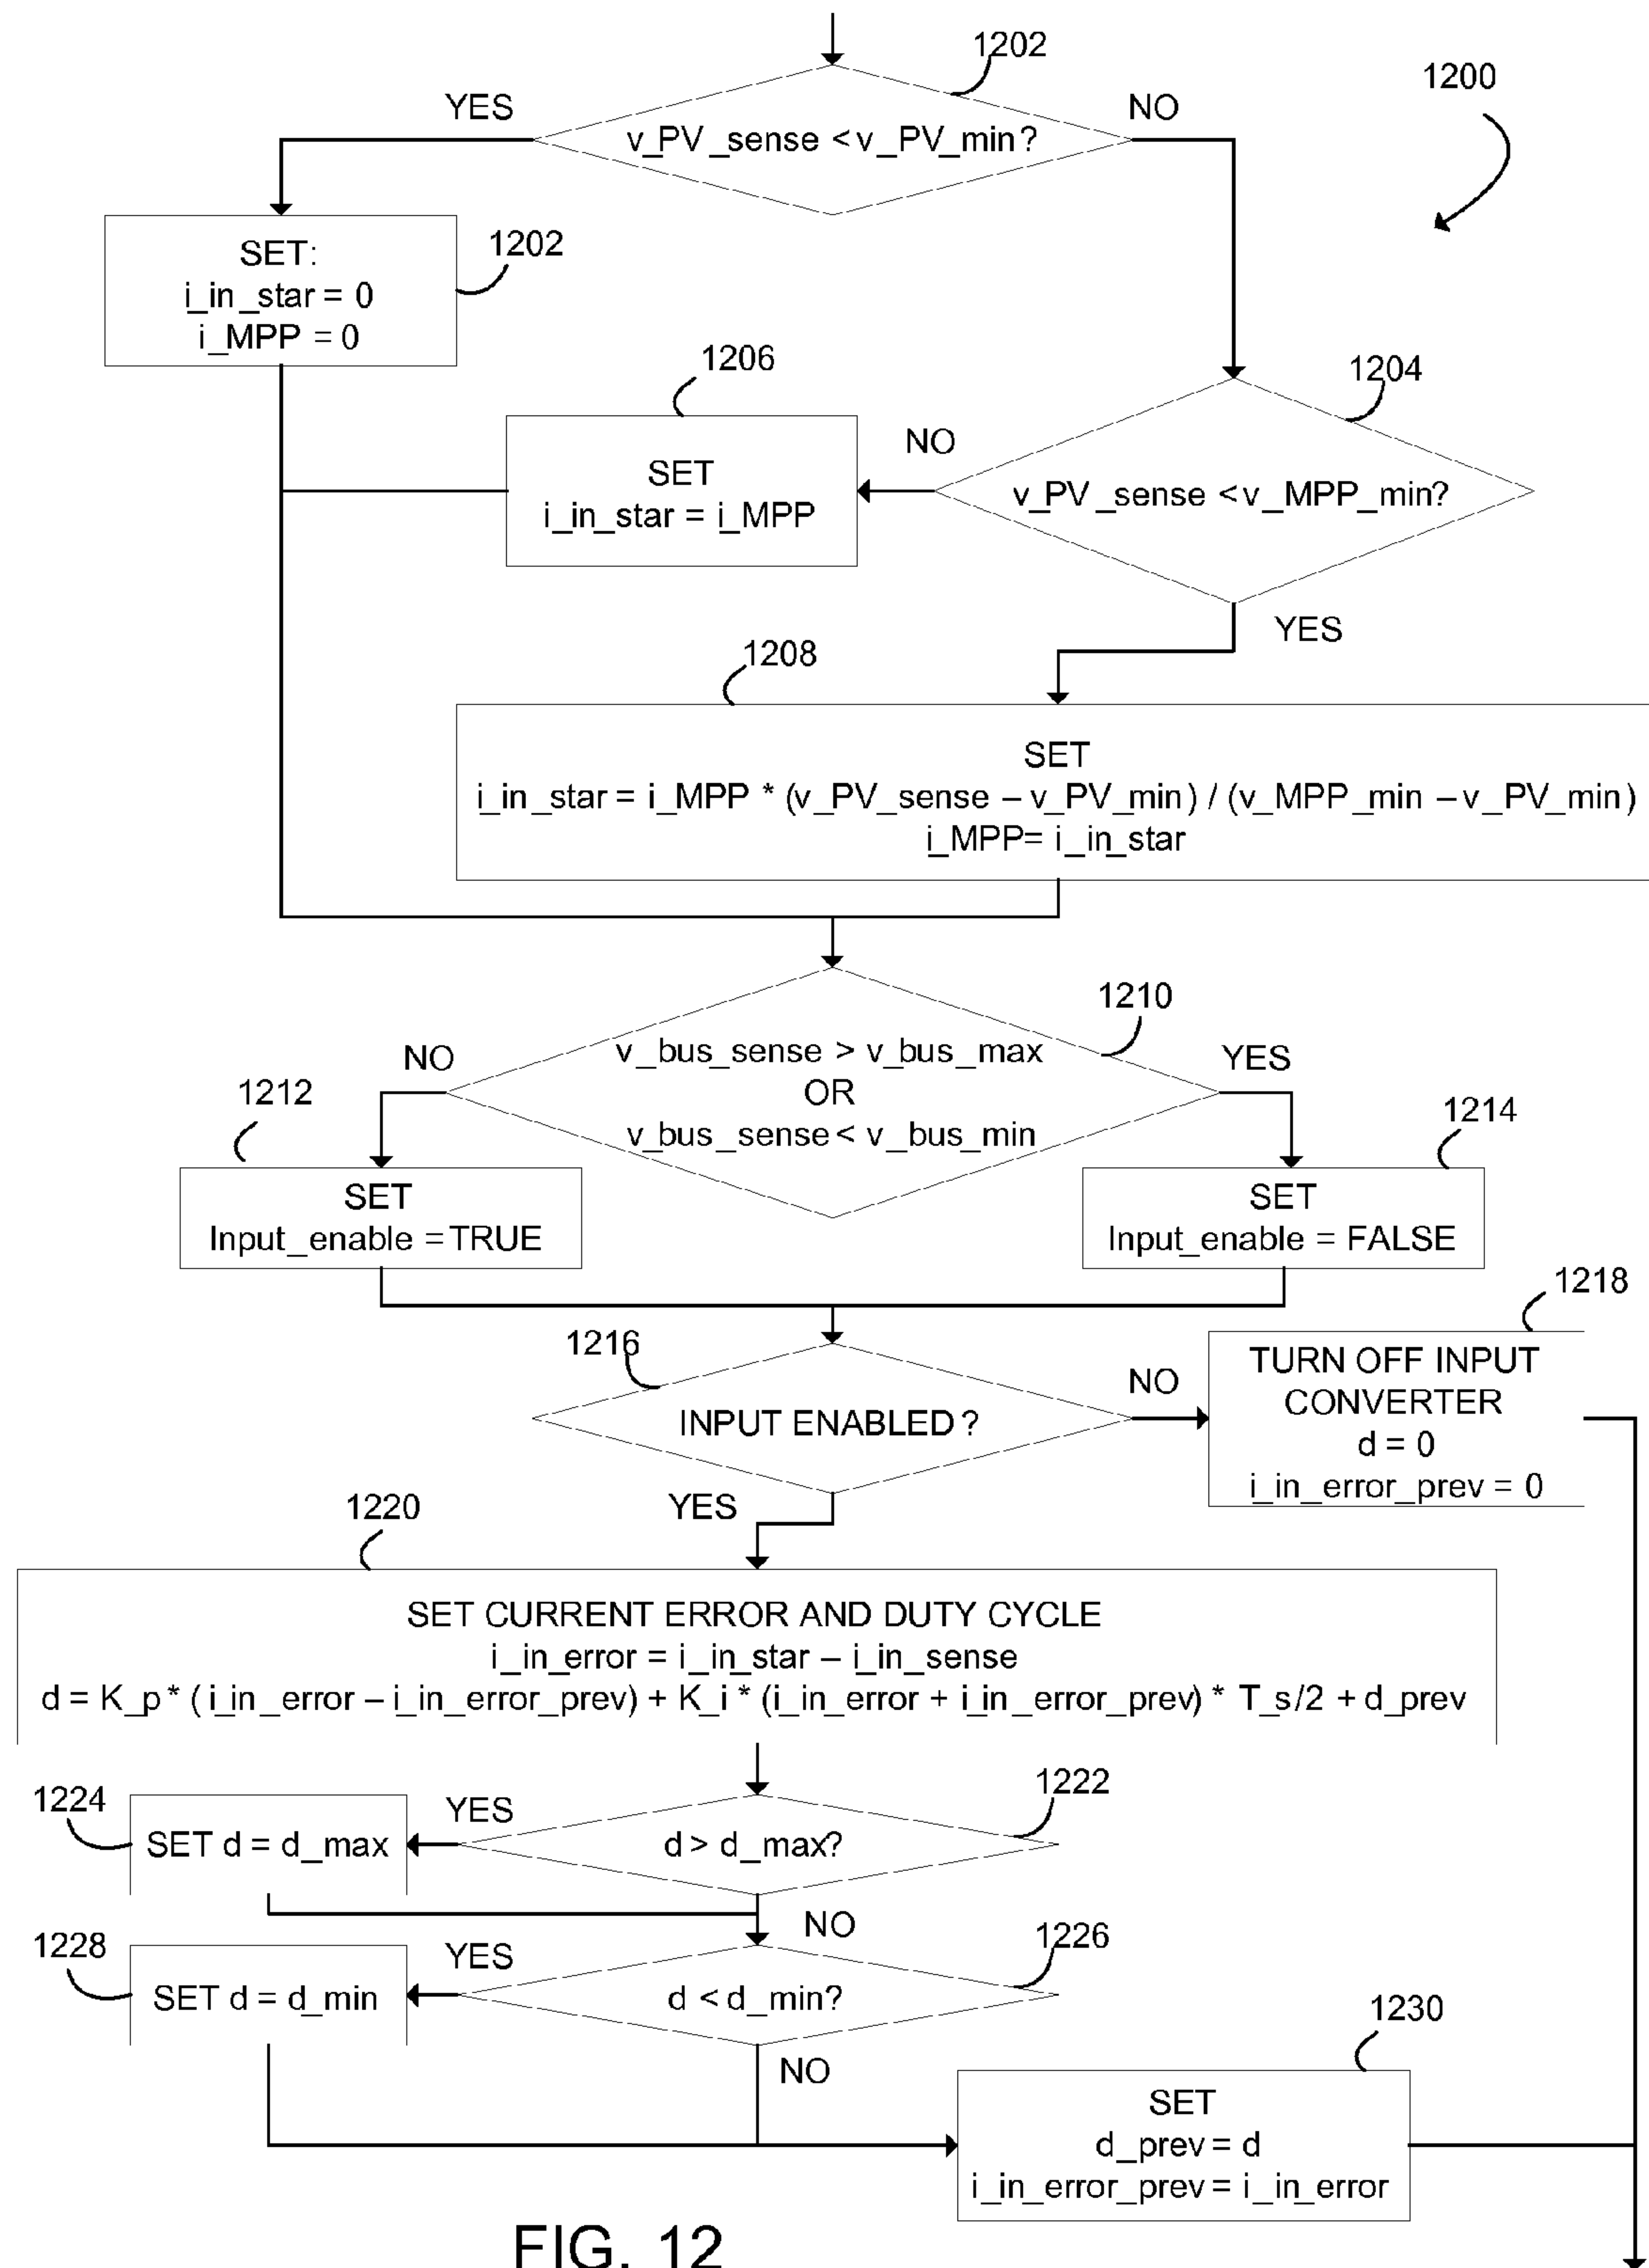 1202
1200
YES
NO
v_PV_sense < v_PV_min?
SET:
i_in_star = 0
i_MPP = 0
1202
1206
1204
NO
SET
i_in_star = i_MPP
v_PV_sense < v_MPP_min?
YES
1208
SET
i_in_star = i_MPP * (v_PV_sense – v_PV_min) / (v_MPP_min – v_PV_min)
i_MPP= i_in_star
1210
NO
v_bus_sense > v_bus_max
OR
v_bus_sense < v_bus_min
YES
1212
1214
SET
Input_enable = TRUE
SET
Input_enable = FALSE
1218
1216
NO
INPUT ENABLED?
TURN OFF INPUT
CONVERTER
d = 0
i_in_error_prev = 0
YES
1220
SET CURRENT ERROR AND DUTY CYCLE
i_in_error = i_in_star – i_in_sense
d = K_p * (i_in_error – i_in_error_prev) + K_i * (i_in_error + i_in_error_prev) * T_s/2 + d_prev
1222
1224
YES
SET d = d_max
d > d_max?
NO
1226
1228
YES
SET d = d_min
d < d_min?
1230
NO
SET
d_prev = d
i_in_error_prev = i_in_error
FIG. 12